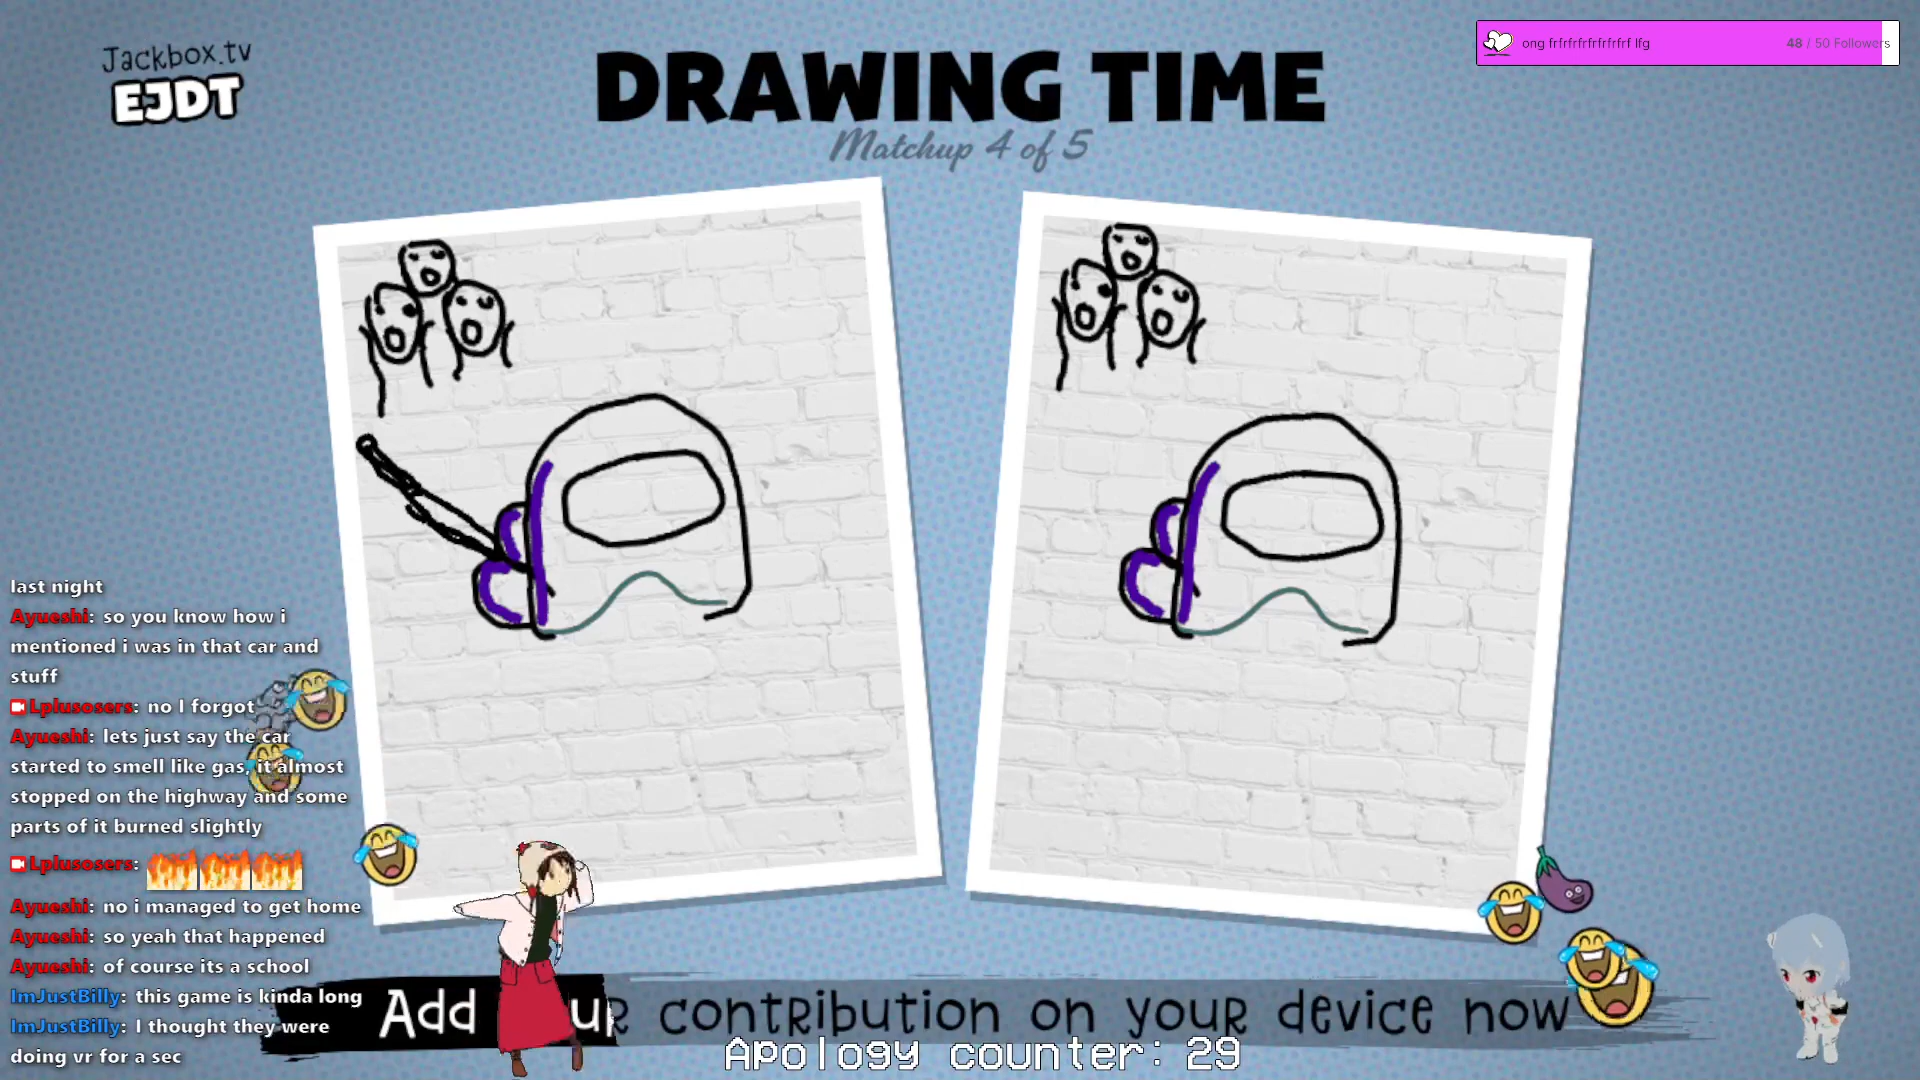 Jackbox.tv
EJDT
DRAWING TIME
Matchup 4 of 5
ong frfrfrfrfrfrfrfrf lfg
48 / 50 Followers
last night
Ayueshi: so you know how i
mentioned i was in that car and
stuff
Lplusosers: no I forgot
Ayueshi: lets just say the car
started to smell like gas, it almost
stopped on the highway and some
parts of it burned slightly
Lplusosers:
Ayueshi: no i managed to get home
Ayueshi: so yeah that happened
Ayueshi: of course its a school
ImJustBilly: this game is kinda long
ImJustBilly: I thought they were
doing vr for a sec
Add ur contribution on your device now
Apology counter: 29